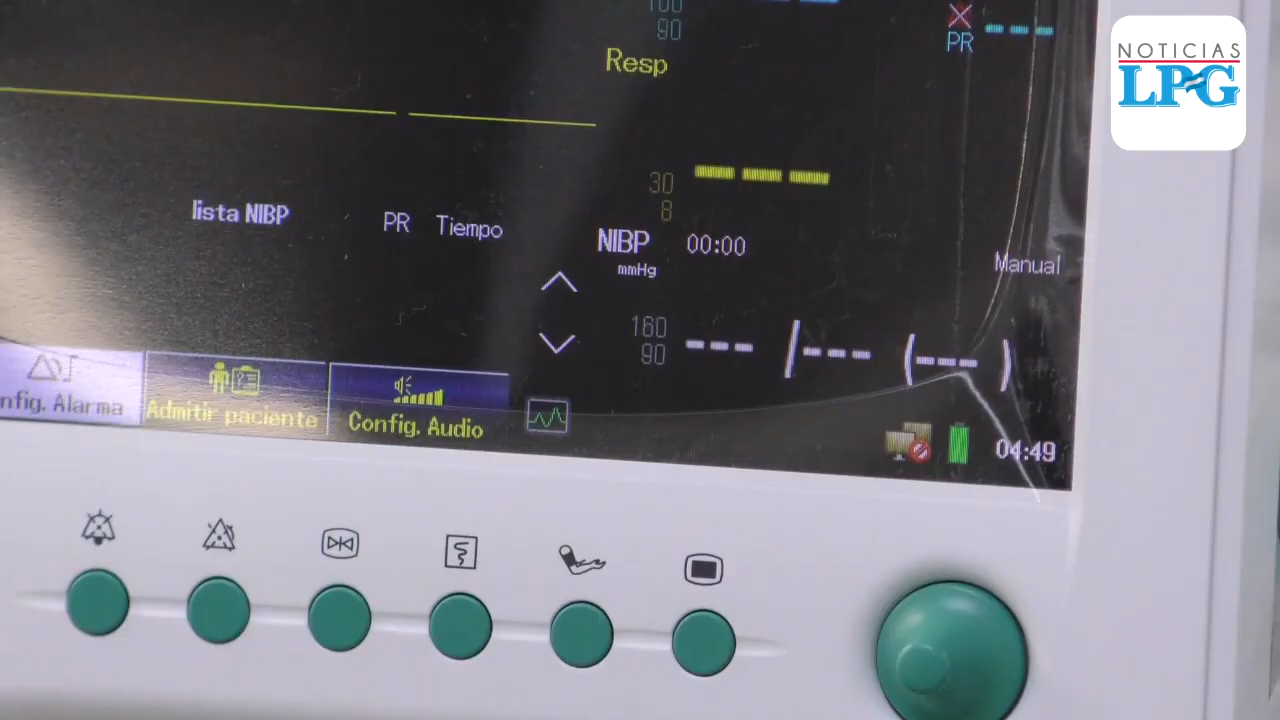 100
90
PR
Resp
NOTICIAS
LPG
30
8
lista NIBP
PR
Tiempo
NIBP
00:00
mmHg
Manual
160
90
nfig. Alarma
Admitir paciente
Config. Audio
04:49